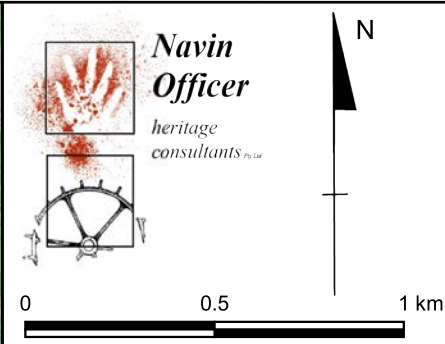 Navin
Officer
heritage
consultants Pty Ltd
N
0 0.5 1 km